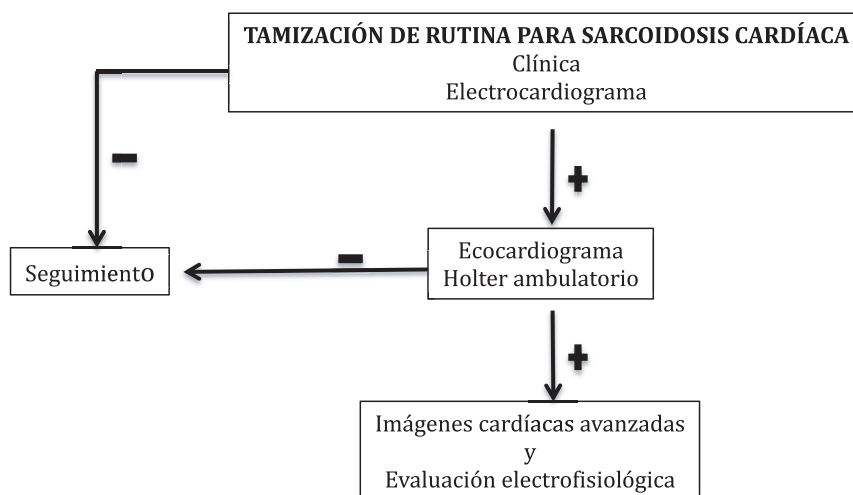 TAMIZACIÓN DE RUTINA PARA SARCOIDOSIS CARDÍACA
Clínica
Electrocardiograma
-
+
Seguimiento
-
Ecocardiograma
Holter ambulatorio
+
Imágenes cardíacas avanzadas
y
Evaluación electrofisiológica